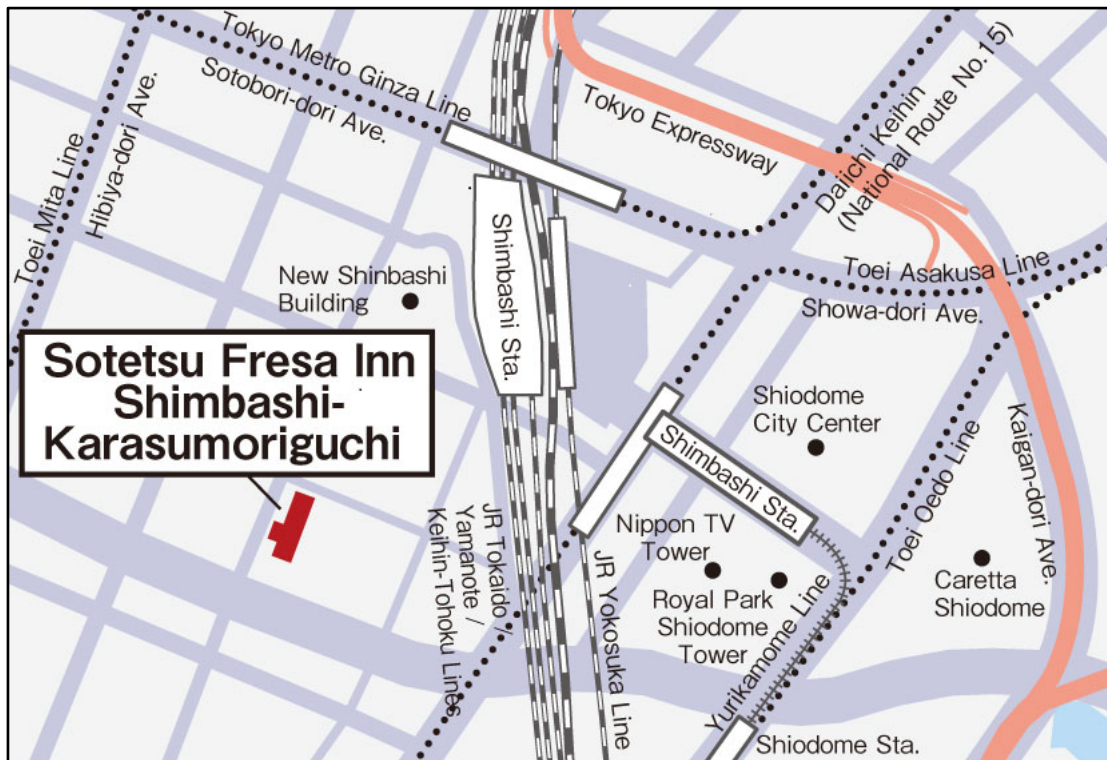 Tokyo Metro Ginza Line
Sotobori-dori Ave.
Toei Mita Line
Hibiya-dori Ave.
Tokyo Expressway
Daiichi Keihin
(National Route No.15)
Toei Asakusa Line
Showa-dori Ave.
New Shinbashi
Building
Shimbashi Sta.
Sotetsu Fresa Inn
Shimbashi-
Karasumoriguchi
Shiodome
City Center
Shimbashi Sta.
Toei Oedo Line
Kaigan-dori Ave.
Nippon TV
Tower
Royal Park
Shiodome
Tower
Caretta
Shiodome
JR Tokaido /
Yamanote /
Keihin-Tohoku Lines
JR Yokosuka Line
Yurikamome Line
Shiodome Sta.